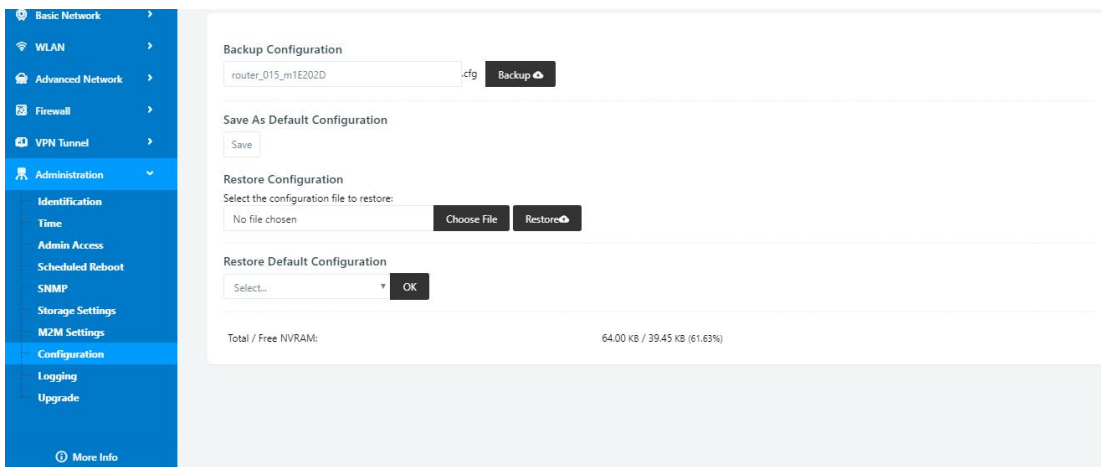 Basic Network
WLAN
Advanced Network
Firewall
VPN Tunnel
Administration
Identification
Time
Admin Access
Scheduled Reboot
SNMP
Storage Settings
M2M Settings
Configuration
Logging
Upgrade
More Info
Backup Configuration
router_015_m1E202D .cfg Backup
Save As Default Configuration
Save
Restore Configuration
Select the configuration file to restore:
No file chosen Choose File Restore
Restore Default Configuration
Select... OK
Total / Free NVRAM: 64.00 KB / 39.45 KB (61.63%)